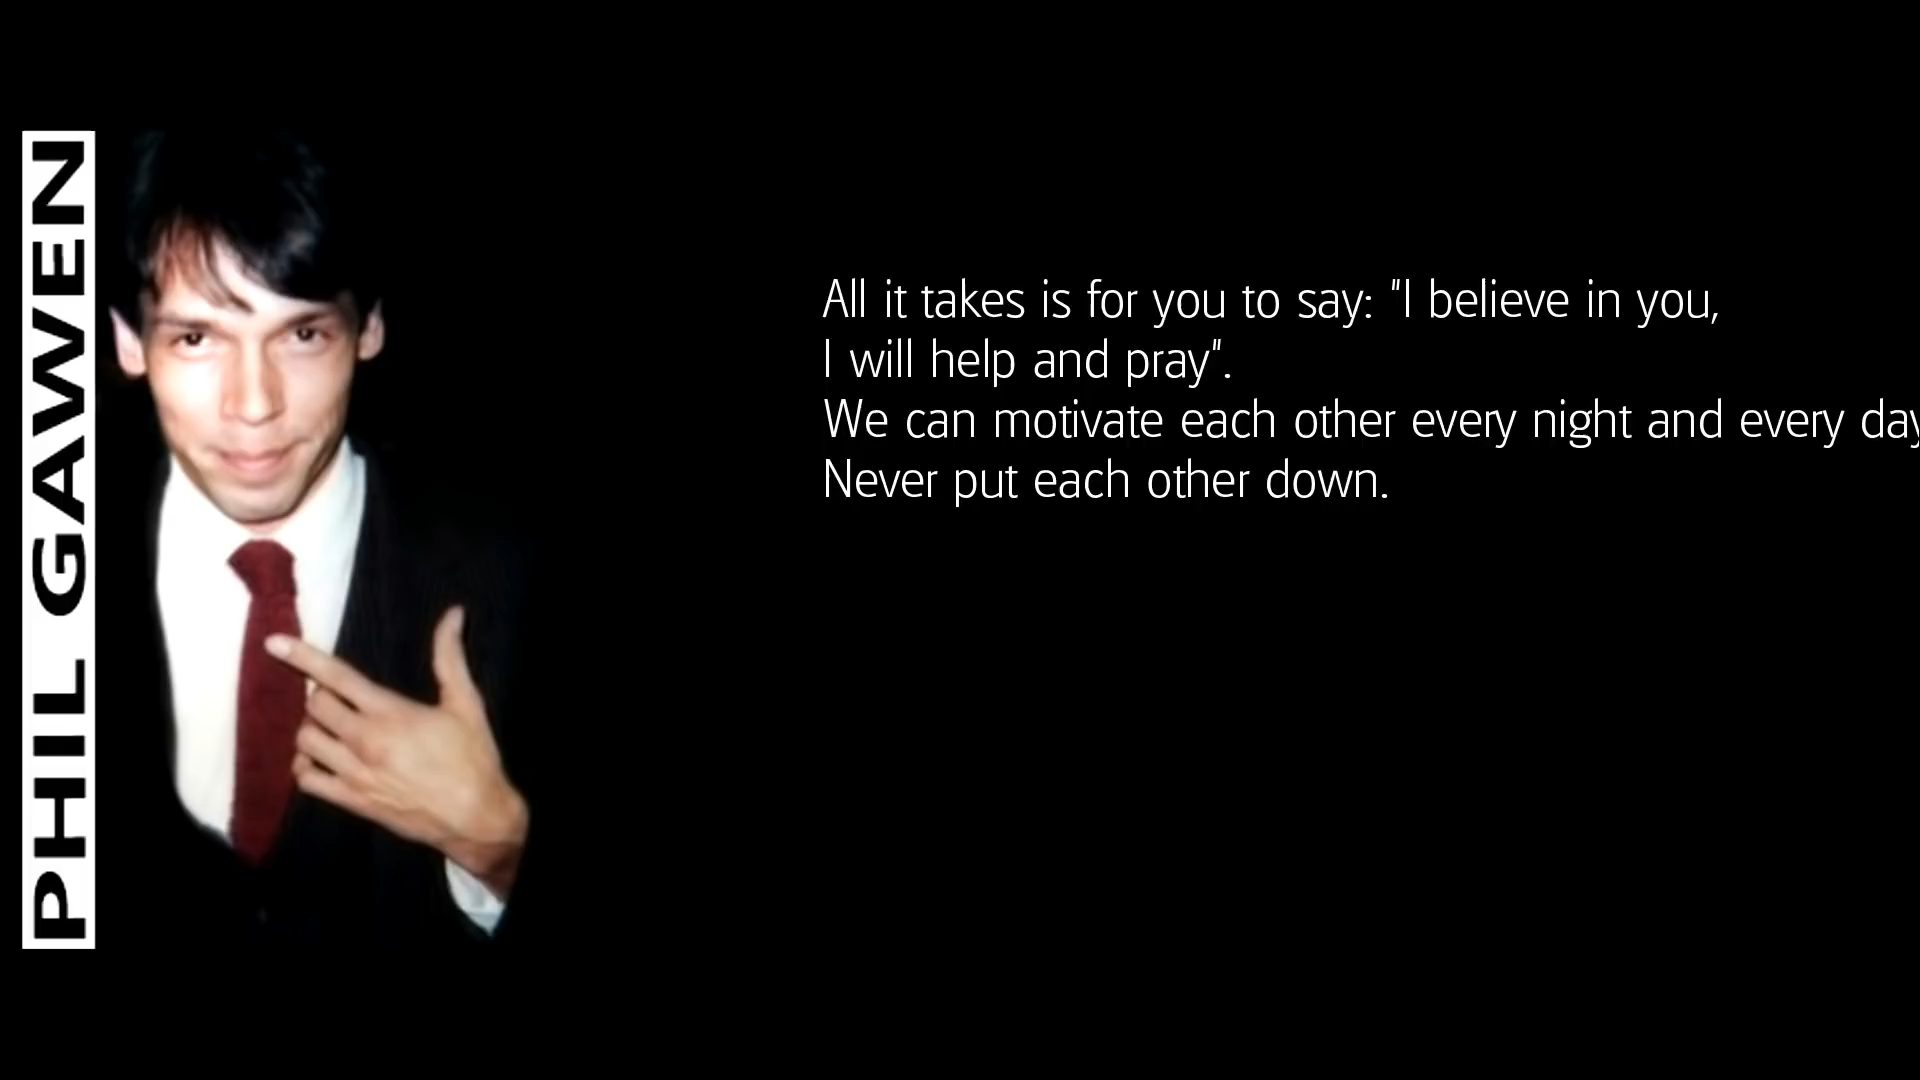 PHIL GAWEN
All it takes is for you to say: "I believe in you,
I will help and pray".
We can motivate each other every night and every day
Never put each other down.